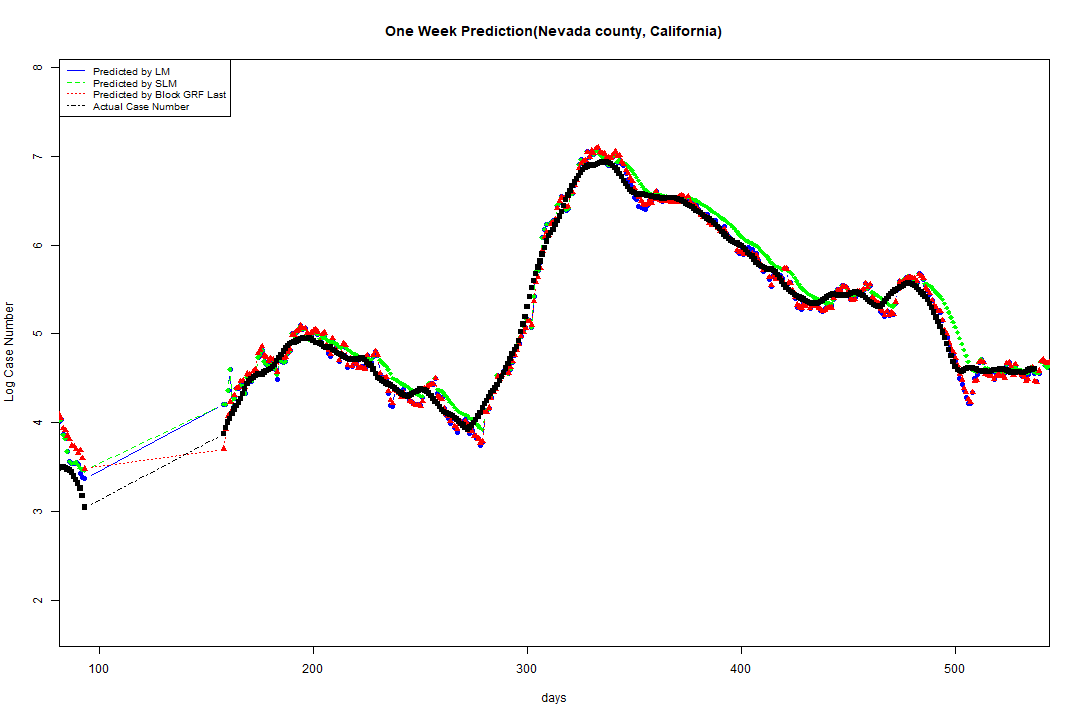 One Week Prediction(Nevada county, California)
Predicted by LM
Predicted by SLM
Predicted by Block GRF Last
Actual Case Number
8
7
6
5
4
3
2
Log Case Number
100 200 300 400 500
days